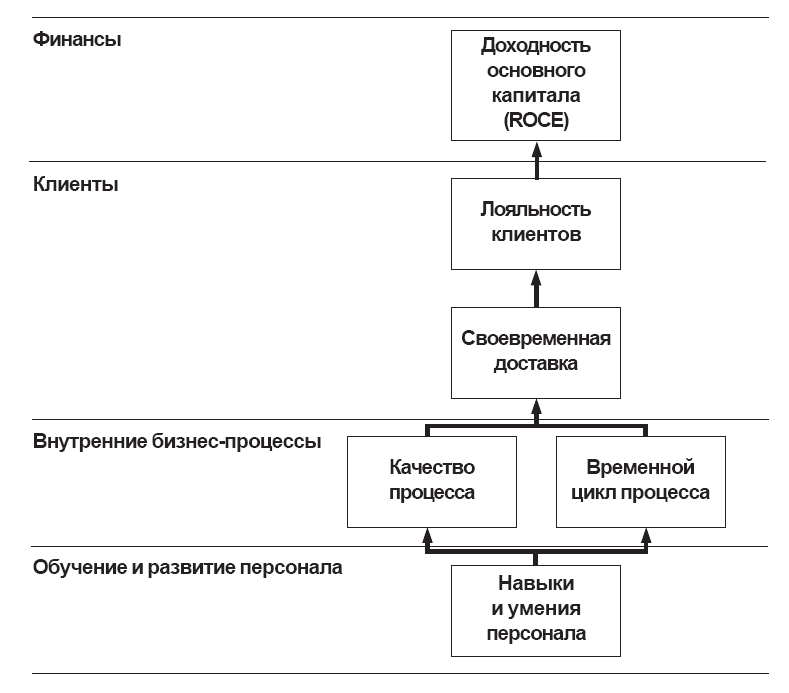 Финансы
Доходность
основного
капитала
(ROCE)
Клиенты
Лояльность
клиентов
Своевременная
доставка
Внутренние бизнес-процессы
Качество
процесса
Временной
цикл процесса
Обучение и развитие персонала
Навыки
и умения
персонала